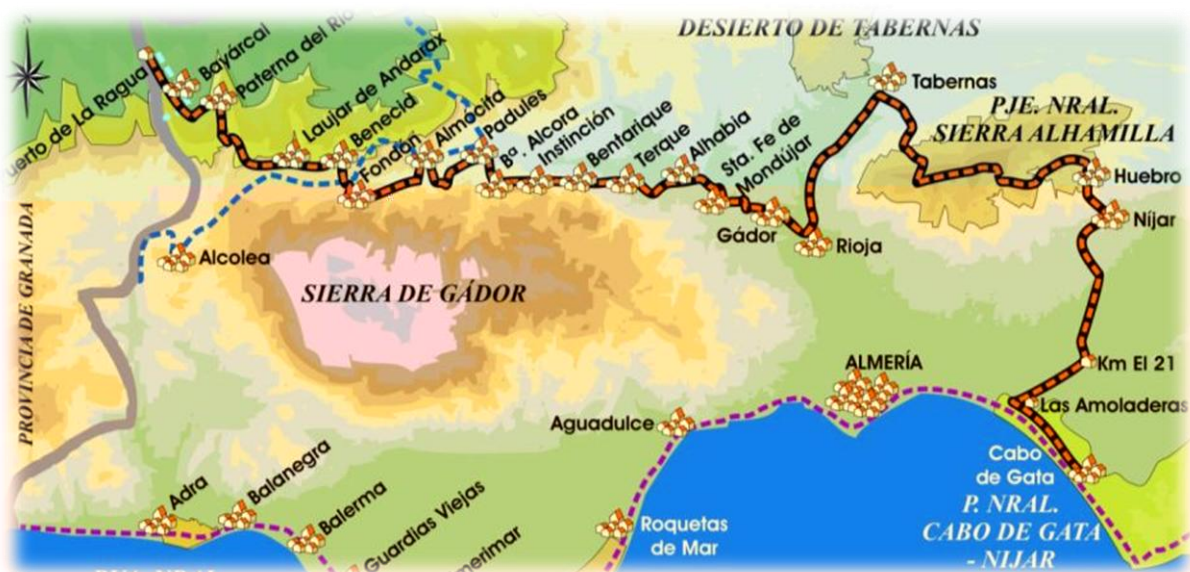 DESIERTO DE TABERNAS
Bayárcal
Paterna del Río
de La Ragua
Laujar de Andarax
Benecid
Fondón
Almócita
Padules
Bª. Alcora
Instinción
Bentarique
Terque
Alhabia
Sta. Fe de
Mondújar
Tabernas
PJE. NRAL.
SIERRA ALHAMILLA
Huebro
Níjar
Gádor
Rioja
Alcolea
SIERRA DE GÁDOR
PROVINCIA DE GRANADA
ALMERÍA
Km El 21
Las Amoladeras
Aguadulce
Cabo
de Gata
P. NRAL.
CABO DE GATA
- NIJAR
Adra
Balanegra
Balerma
Guardias Viejas
Roquetas
de Mar